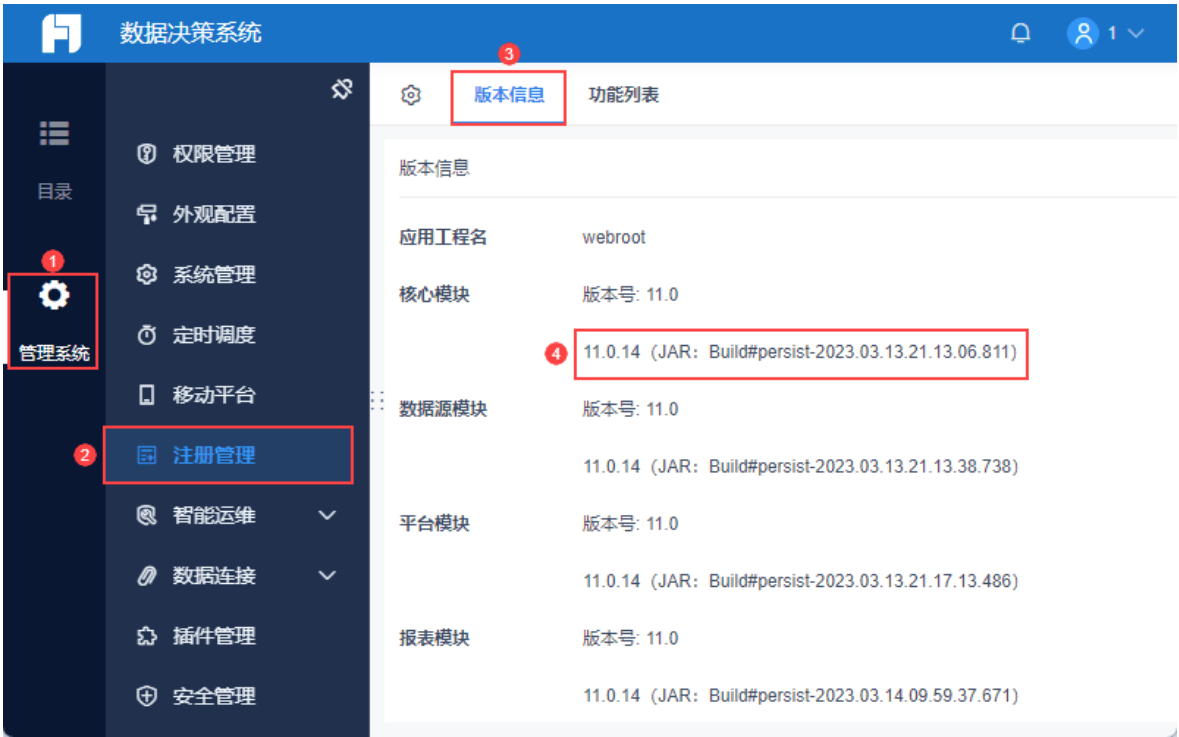 数据决策系统
1
3
版本信息
功能列表
目录
权限管理
版本信息
外观配置
应用工程名
webroot
1
系统管理
核心模块
版本号: 11.0
管理系统
定时调度
4
11.0.14（JAR：Build#persist-2023.03.13.21.13.06.811)
移动平台
数据源模块
版本号: 11.0
2
注册管理
11.0.14（JAR：Build#persist-2023.03.13.21.13.38.738)
智能运维
平台模块
版本号: 11.0
数据连接
11.0.14（JAR：Build#persist-2023.03.13.21.17.13.486)
插件管理
报表模块
版本号: 11.0
安全管理
11.0.14（JAR：Build#persist-2023.03.14.09.59.37.671)